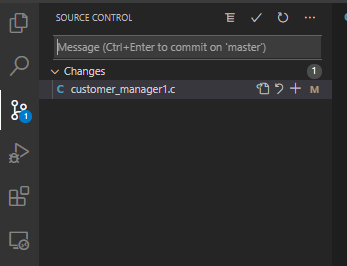 SOURCE CONTROL
Message (Ctrl+Enter to commit on 'master')
Changes 1
C customer_manager1.c M
1